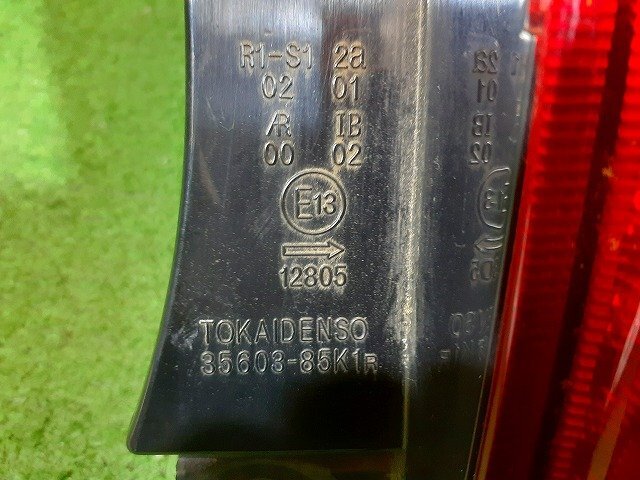 R1-S1 2a
02 01
AR IB
00 02
E13
→
12805
TOKAIDENSO
35603-85K1R